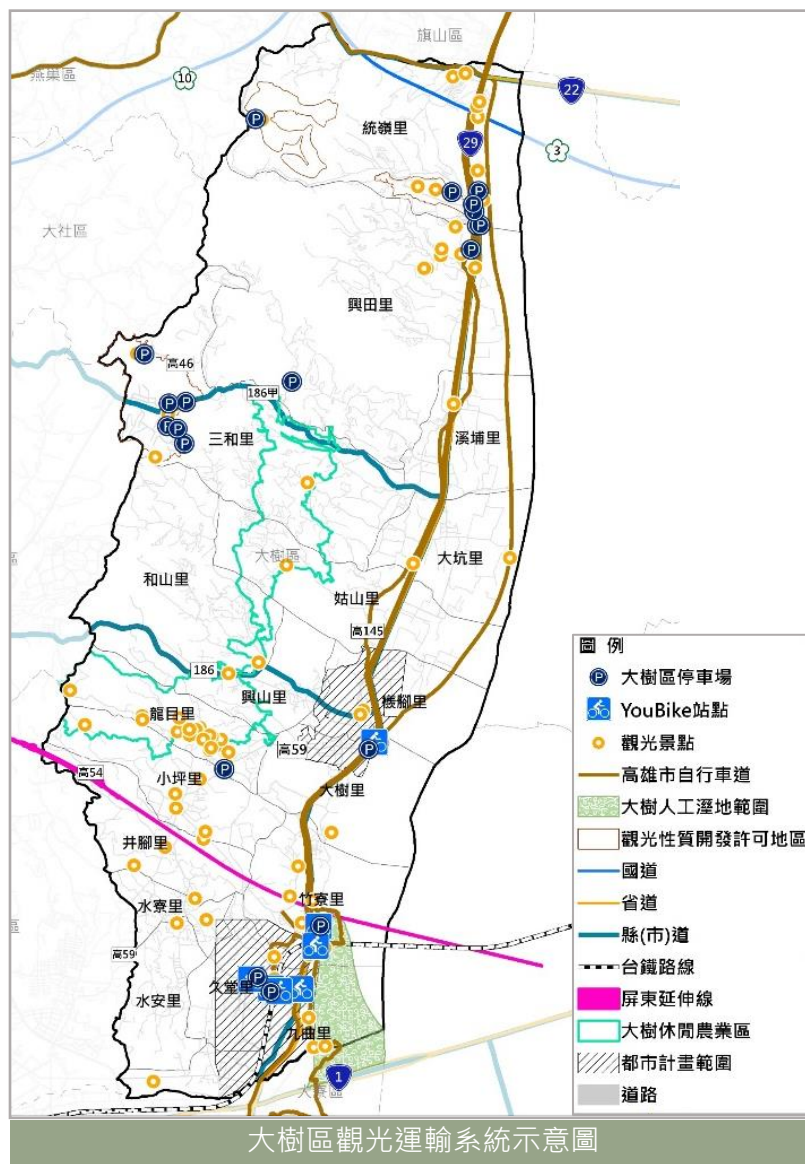 旗山區
燕巢區
10
22
統嶺里
29
3
大社區
興田里
高46
186甲
三和里
溪埔里
大樹區
大坑里
和山里
姑山里
高145
186
興山里
檨腳里
龍目里
高59
高54
小坪里
大樹里
井腳里
竹寮里
水寮里
高59
久堂里
水安里
九曲里
1
大寮區
圖 例
大樹區停車場
YouBike站點
觀光景點
高雄市自行車道
大樹人工溼地範圍
觀光性質開發許可地區
國道
省道
縣(市)道
台鐵路線
屏東延伸線
大樹休閒農業區
都市計畫範圍
道路
大樹區觀光運輸系統示意圖